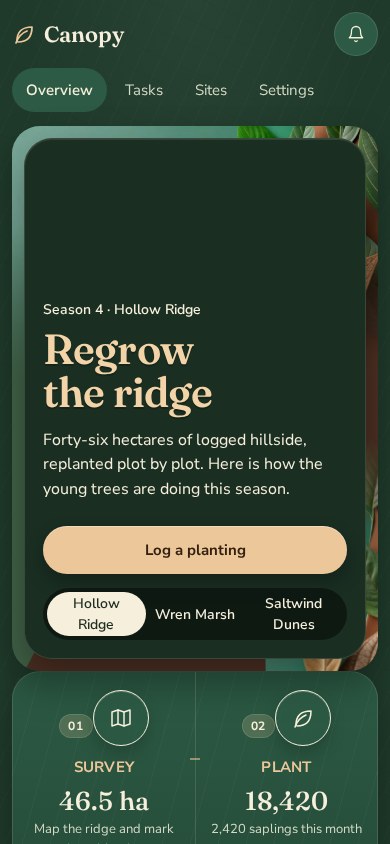 Canopy
Overview Tasks Sites Settings
Season 4 · Hollow Ridge
Regrow
the ridge
Forty-six hectares of logged hillside,
replanted plot by plot. Here is how the
young trees are doing this season.
Log a planting
Hollow
Ridge
Wren Marsh
Saltwind
Dunes
01
SURVEY
46.5 ha
Map the ridge and mark
02
PLANT
18,420
2,420 saplings this month